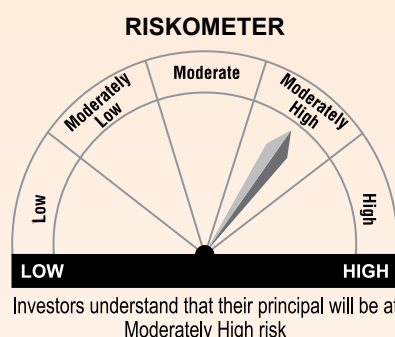 RISKOMETER
Moderate
Moderately
Low
Moderately
High
Low
High
LOW
HIGH
Investors understand that their principal will be at
Moderately High risk